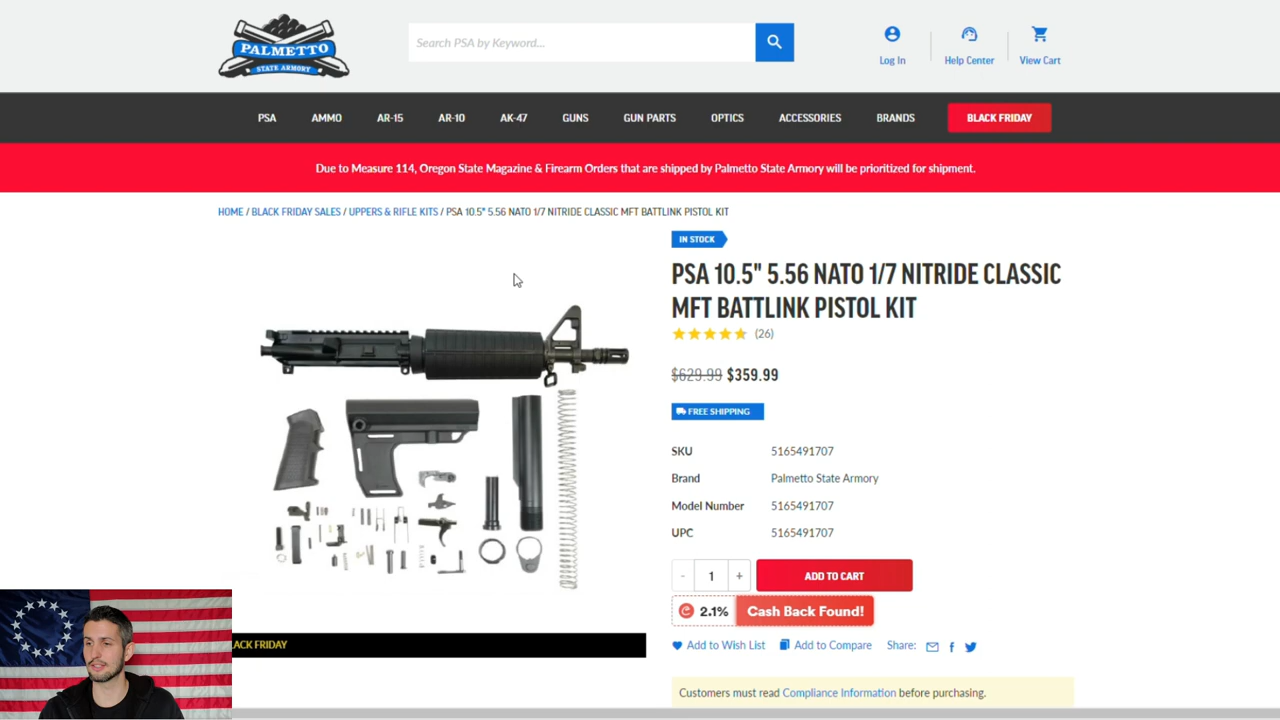 PALMETTO
STATE ARMORY
Search PSA by Keyword...
Log In
Help Center
View Cart
PSA
AMMO
AR-15
AR-10
AK-47
GUNS
GUN PARTS
OPTICS
ACCESSORIES
BRANDS
BLACK FRIDAY
Due to Measure 114, Oregon State Magazine & Firearm Orders that are shipped by Palmetto State Armory will be prioritized for shipment.
HOME / BLACK FRIDAY SALES / UPPERS & RIFLE KITS / PSA 10.5" 5.56 NATO 1/7 NITRIDE CLASSIC MFT BATTLINK PISTOL KIT
IN STOCK
PSA 10.5" 5.56 NATO 1/7 NITRIDE CLASSIC
MFT BATTLINK PISTOL KIT
(26)
$629.99 $359.99
FREE SHIPPING
SKU 5165491707
Brand Palmetto State Armory
Model Number 5165491707
UPC 5165491707
- 1 + ADD TO CART
2.1% Cash Back Found!
Add to Wish List
Add to Compare
Share:
LACK FRIDAY
Customers must read Compliance Information before purchasing.